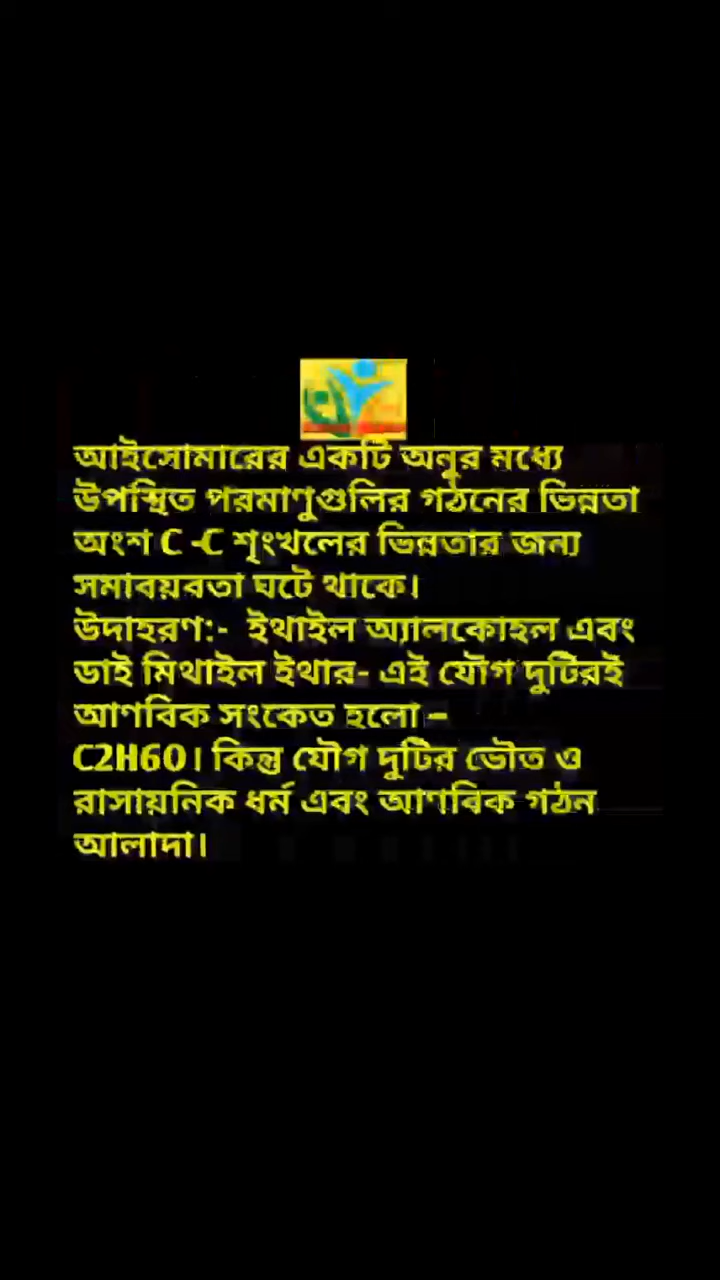 আইসোমারের একটি অনুর মধ্যে
উপস্থিত পরমাণুগুলির গঠনের ভিন্নতা
অংশ C -C শৃংখলের ভিন্নতার জন্য
সমাবয়বতা ঘটে থাকে।
উদাহরণ:- ইথাইল অ্যালকোহল এবং
ডাই মিথাইল ইথার- এই যৌগ দুটিরই
আণবিক সংকেত হলো –
C2H6O। কিন্তু যৌগ দুটির ভৌত ও
রাসায়নিক ধর্ম এবং আণবিক গঠন
আলাদা।